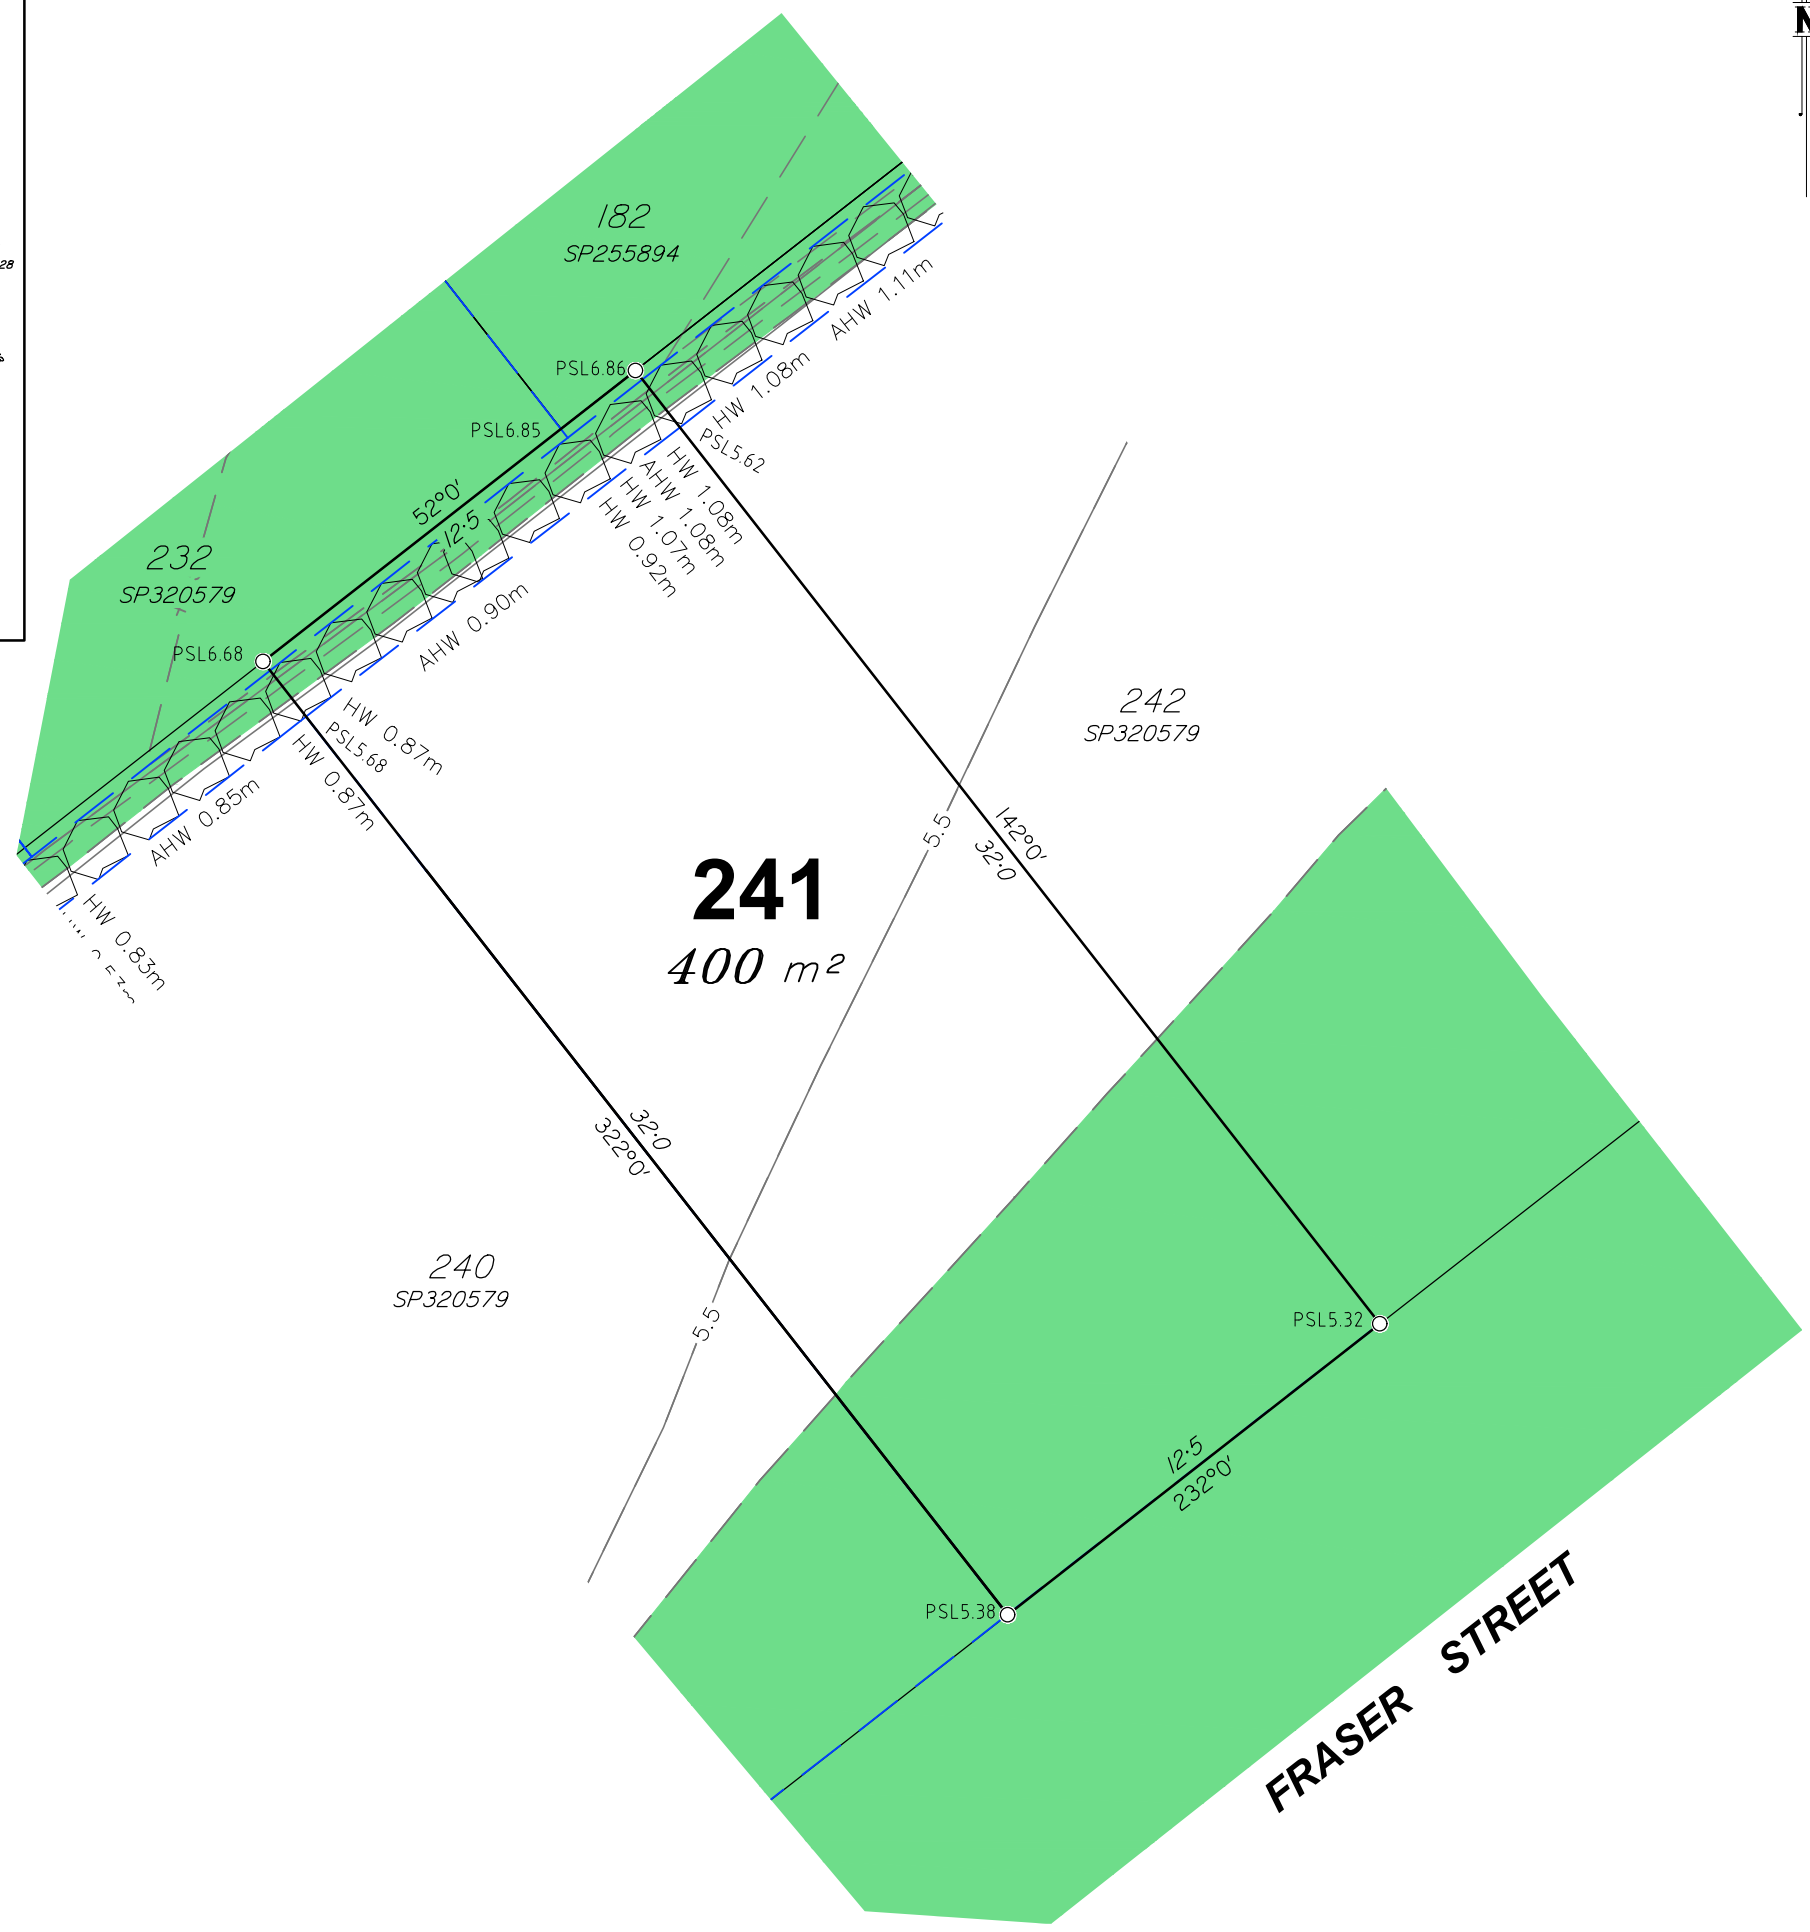 N
28
182
SP255894
PSL6.86
PSL6.85
52°0'
12·5
232
SP320579
PSL6.68
AHW 1.11m
HW 1.08m
PSL5.62
HW 1.08m
AHW 1.08m
HW 1.07m
HW 0.92m
AHW 0.90m
HW 0.87m
PSL5.68
HW 0.87m
AHW 0.85m
HW 0.83m
242
SP320579
5.5
142°0'
32·0
241
400 m²
32·0
322°0'
240
SP320579
5.5
PSL5.32
12·5
232°0'
PSL5.38
FRASER STREET